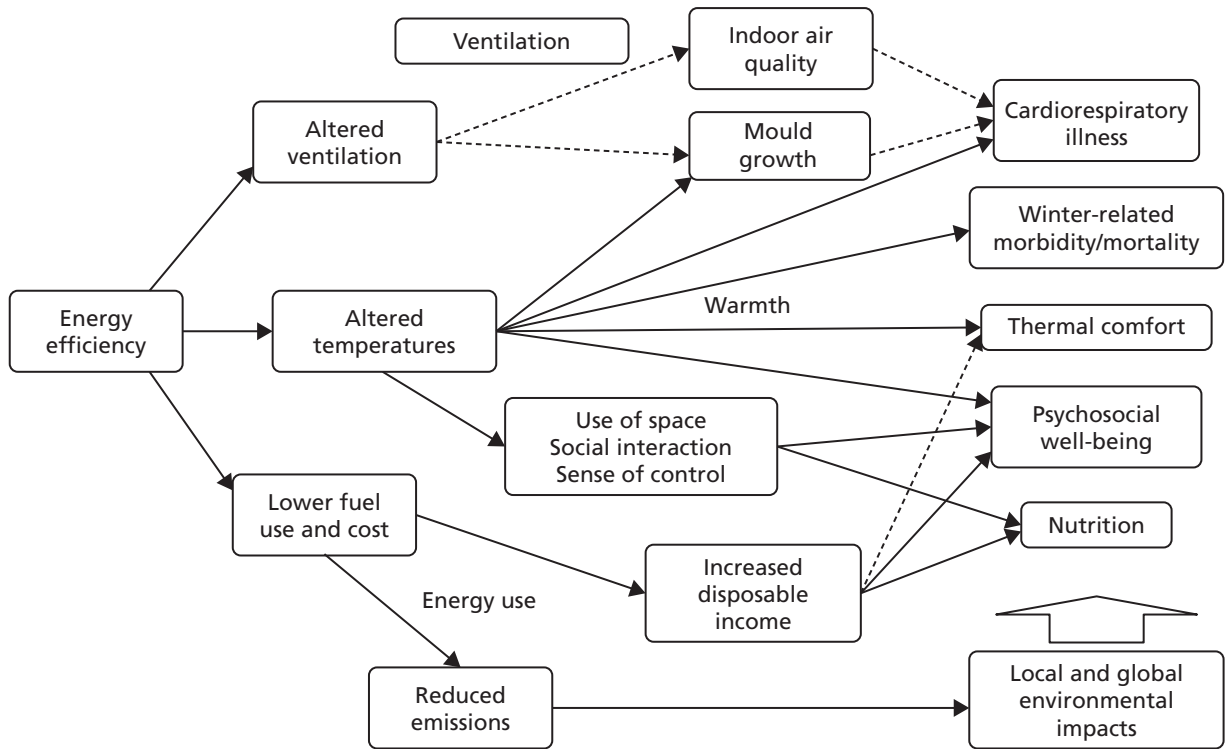 Ventilation
Indoor air
quality
Cardiorespiratory
illness
Altered
ventilation
Mould
growth
Winter-related
morbidity/mortality
Energy
efficiency
Altered
temperatures
Warmth
Thermal comfort
Use of space
Social interaction
Sense of control
Psychosocial
well-being
Lower fuel
use and cost
Nutrition
Increased
disposable
income
Energy use
Reduced
emissions
Local and global
environmental
impacts